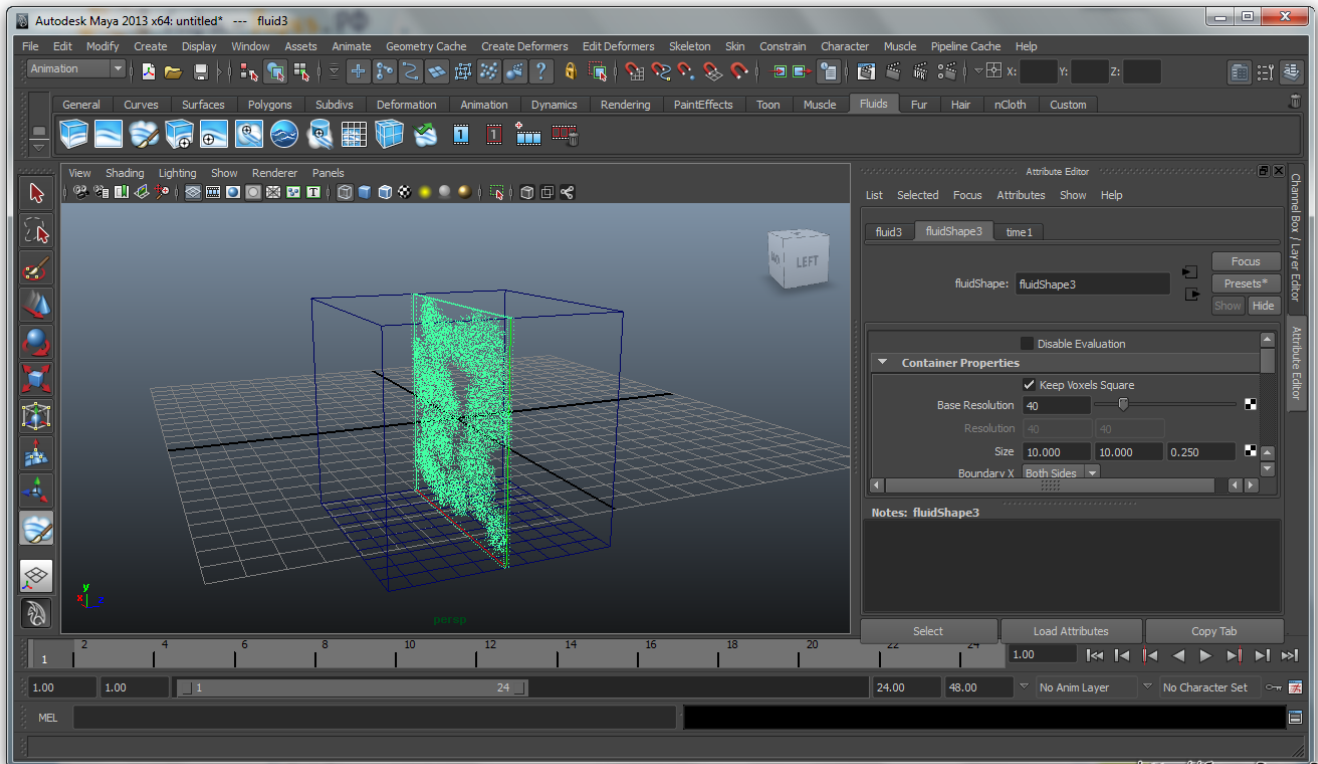 Autodesk Maya 2013 x64: untitled* --- fluid3
File Edit Modify Create Display Window Assets Animate Geometry Cache Create Deformers Edit Deformers Skeleton Skin Constrain Character Muscle Pipeline Cache Help
Animation X: Y: Z:
General Curves Surfaces Polygons Subdivs Deformation Animation Dynamics Rendering PaintEffects Toon Muscle Fluids Fur Hair nCloth Custom
1 1
View Shading Lighting Show Renderer Panels
LEFT
persp
y
x
Attribute Editor
List Selected Focus Attributes Show Help
fluid3 fluidShape3 time1
Focus
fluidShape: fluidShape3 Presets*
Show Hide
Disable Evaluation
Container Properties
Keep Voxels Square
Base Resolution 40
Resolution 40 40
Size 10.000 10.000 0.250
Boundary X Both Sides
Notes: fluidShape3
Select Load Attributes Copy Tab
Channel Box / Layer Editor
Attribute Editor
1 2 4 6 8 10 12 14 16 18 20 22 24 1.00
1.00 1.00 1 24 24.00 48.00 No Anim Layer No Character Set
MEL